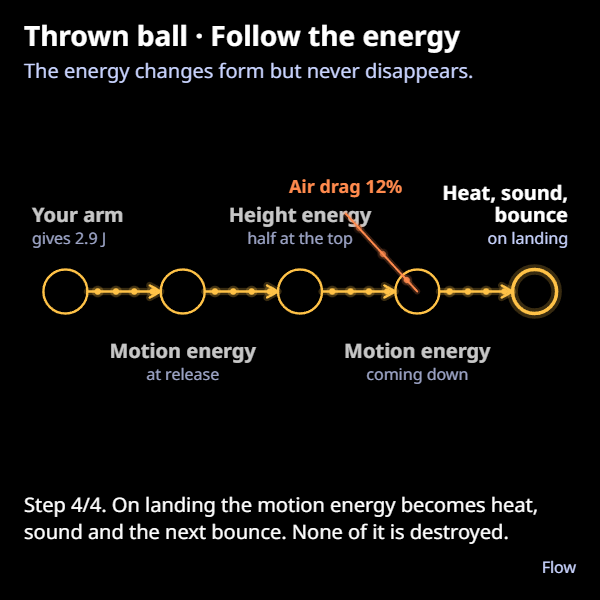 Thrown ball · Follow the energy
The energy changes form but never disappears.
Air drag 12%
Your arm
gives 2.9 J
Height energy
half at the top
Heat, sound,
bounce
on landing
Motion energy
at release
Motion energy
coming down
Step 4/4. On landing the motion energy becomes heat,
sound and the next bounce. None of it is destroyed.
Flow